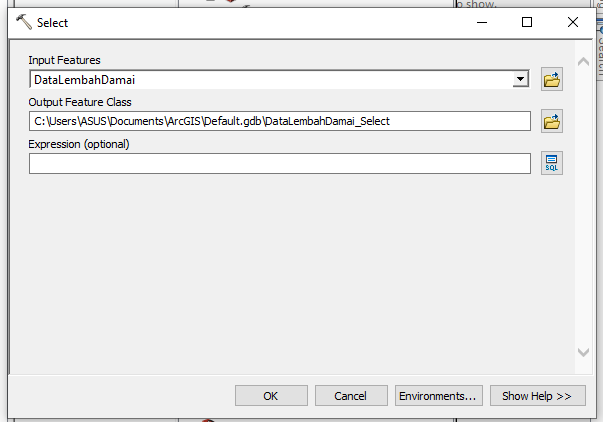 o show.
Select
Input Features
DataLembahDamai
Output Feature Class
C:\Users\ASUS\Documents\ArcGIS\Default.gdb\DataLembahDamai_Select
Expression (optional)
SQL
OK
Cancel
Environments...
Show Help >>